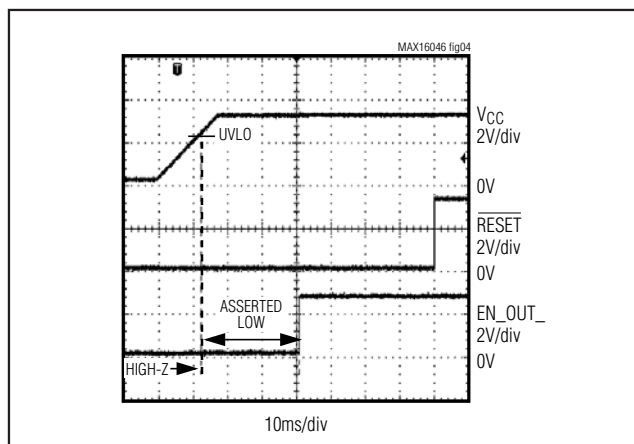 MAX16046 fig04
UVLO
VCC
2V/div
0V
RESET
2V/div
0V
ASSERTED
LOW
EN_OUT_
2V/div
0V
HIGH-Z
10ms/div